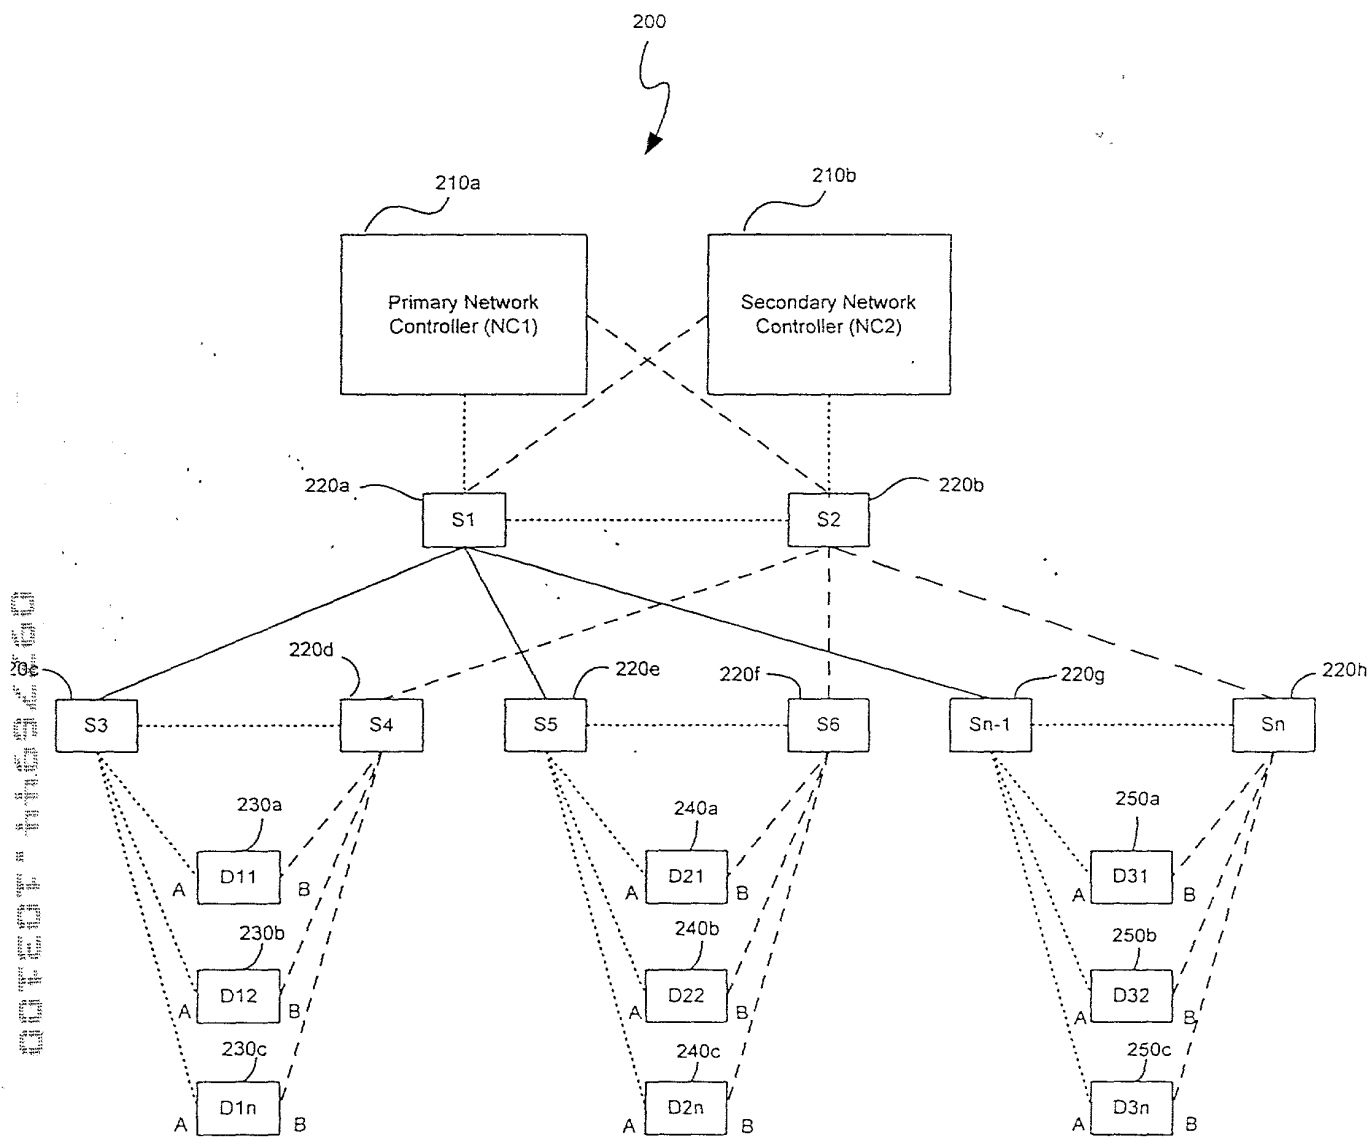 200
210a
210b
Primary Network
Controller (NC1)
Secondary Network
Controller (NC2)
220a
S1
S2
220b
20c
220d
220e
220f
220g
220h
S3
S4
S5
S6
Sn-1
Sn
230a
240a
250a
A D11 B
A D21 B
A D31 B
230b
240b
250b
A D12 B
A D22 B
A D32 B
230c
240c
250c
A D1n B
A D2n B
A D3n B